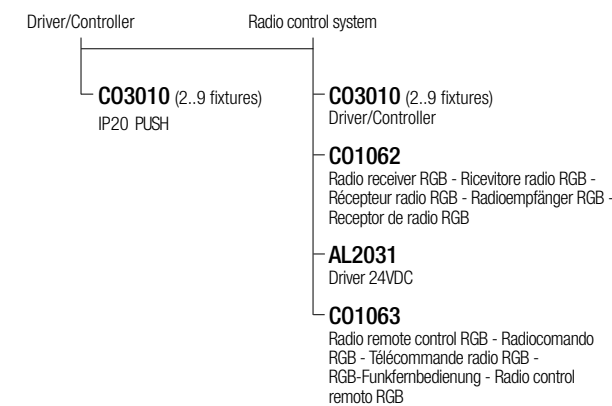 Driver/Controller
Radio control system
CO3010 (2..9 fixtures)
IP20 PUSH
CO3010 (2..9 fixtures)
Driver/Controller
CO1062
Radio receiver RGB - Ricevitore radio RGB -
Récepteur radio RGB - Radioempfänger RGB -
Receptor de radio RGB
AL2031
Driver 24VDC
CO1063
Radio remote control RGB - Radiocomando
RGB - Télécommande radio RGB -
RGB-Funkfernbedienung - Radio control
remoto RGB